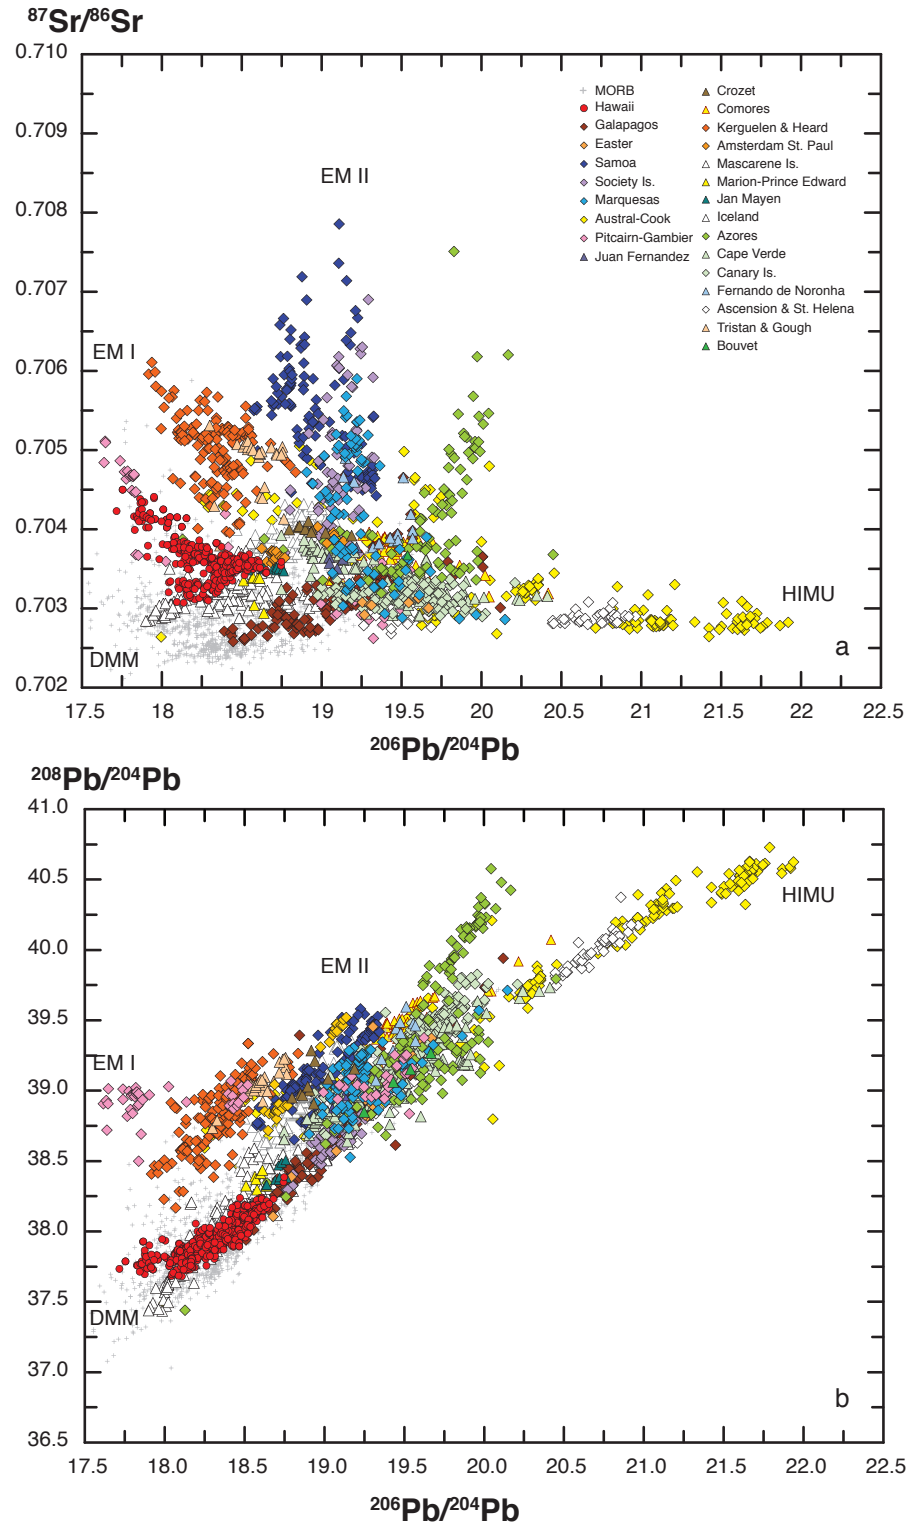 87Sr/86Sr
0.710
0.709
0.708
0.707
0.706
0.705
0.704
0.703
0.702
MORB
Hawaii
Galapagos
Easter
Samoa
Society Is.
Marquesas
Austral-Cook
Pitcairn-Gambier
Juan Fernandez
Crozet
Comores
Kerguelen & Heard
Amsterdam St. Paul
Mascarene Is.
Marion-Prince Edward
Jan Mayen
Iceland
Azores
Cape Verde
Canary Is.
Fernando de Noronha
Ascension & St. Helena
Tristan & Gough
Bouvet
EM II
EM I
HIMU
DMM
a
17.5 18 18.5 19 19.5 20 20.5 21 21.5 22 22.5
206Pb/204Pb
208Pb/204Pb
41.0
40.5
40.0
39.5
39.0
38.5
38.0
37.5
37.0
36.5
HIMU
EM II
EM I
DMM
b
17.5 18.0 18.5 19.0 19.5 20.0 20.5 21.0 21.5 22.0 22.5
206Pb/204Pb